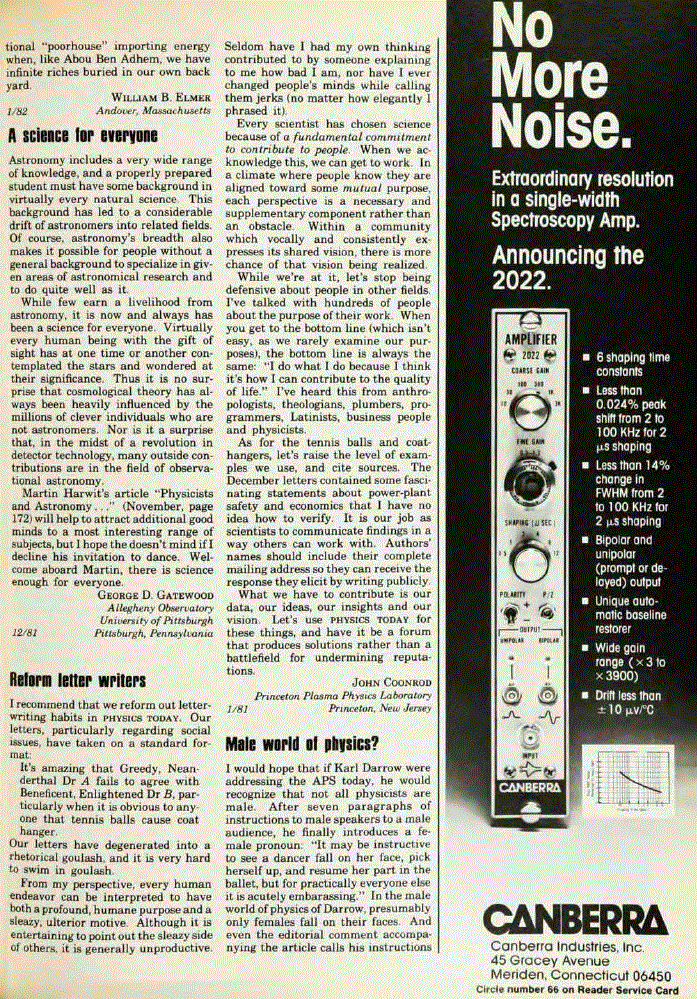 tional “poorhouse” importing energy
when, like Abou Ben Adhem, we have
infinite riches buried in our own back
yard.
WILLIAM B. ELMER
1/82 Andover, Massachusetts
A science for everyone
Astronomy includes a very wide range
of knowledge, and a properly prepared
student must have some background in
virtually every natural science. This
background has led to a considerable
drift of astronomers into related fields.
Of course, astronomy's breadth also
makes it possible for people without a
general background to specialize in giv-
en areas of astronomical research and
to do quite well as it.
While few earn a livelihood from
astronomy, it is now and always has
been a science for everyone. Virtually
every human being with the gift of
sight has at one time or another con-
templated the stars and wondered at
their significance. Thus it is no sur-
prise that cosmological theory has al-
ways been heavily influenced by the
millions of clever individuals who are
not astronomers. Nor is it a surprise
that, in the midst of a revolution in
detector technology, many outside con-
tributions are in the field of observa-
tional astronomy.
Martin Harwit's article “Physicists
and Astronomy...” (November, page
172) will help to attract additional good
minds to a most interesting range of
subjects, but I hope he doesn't mind if I
decline his invitation to dance. Wel-
come aboard Martin, there is science
enough for everyone.
GEORGE D. GATEWOOD
Allegheny Observatory
University of Pittsburgh
12/81 Pittsburgh, Pennsylvania
Reform letter writers
I recommend that we reform out letter-
writing habits in PHYSICS TODAY. Our
letters, particularly regarding social
issues, have taken on a standard for-
mat:
It's amazing that Greedy, Nean-
derthal Dr A fails to agree with
Beneficent, Enlightened Dr B, par-
ticularly when it is obvious to any-
one that tennis balls cause coat
hanger.
Our letters have degenerated into a
rhetorical goulash, and it is very hard
to swim in goulash.
From my perspective, every human
endeavor can be interpreted to have
both a profound, humane purpose and a
sleazy, ulterior motive. Although it is
entertaining to point out the sleazy side
of others, it is generally unproductive.
Seldom have I had my own thinking
contributed to by someone explaining
to me how bad I am, nor have I ever
changed people's minds while calling
them jerks (no matter how elegantly I
phrased it).
Every scientist has chosen science
because of a fundamental commitment
to contribute to people. When we ac-
knowledge this, we can get to work. In
a climate where people know they are
aligned toward some mutual purpose,
each perspective is a necessary and
supplementary component rather than
an obstacle. Within a community
which vocally and consistently ex-
presses its shared vision, there is more
chance of that vision being realized.
While we're at it, let's stop being
defensive about people in other fields.
I've talked with hundreds of people
about the purpose of their work. When
you get to the bottom line (which isn't
easy, as we rarely examine our pur-
poses), the bottom line is always the
same: “I do what I do because I think
it's how I can contribute to the quality
of life.” I've heard this from anthro-
pologists, theologians, plumbers, pro-
grammers, Latinists, business people
and physicists.
As for the tennis balls and coat-
hangers, let's raise the level of exam-
ples we use, and cite sources. The
December letters contained some fasci-
nating statements about power-plant
safety and economics that I have no
idea how to verify. It is our job as
scientists to communicate findings in a
way others can work with. Authors'
names should include their complete
mailing address so they can receive the
response they elicit by writing publicly.
What we have to contribute is our
data, our ideas, our insights and our
vision. Let's use PHYSICS TODAY for
these things, and have it be a forum
that produces solutions rather than a
battlefield for undermining reputa-
tions.
JOHN COONROD
Princeton Plasma Physics Laboratory
1/81 Princeton, New Jersey
Male world of physics?
I would hope that if Karl Darrow were
addressing the APS today, he would
recognize that not all physicists are
male. After seven paragraphs of
instructions to male speakers to a male
audience, he finally introduces a fe-
male pronoun: “It may be instructive
to see a dancer fall on her face, pick
herself up, and resume her part in the
ballet, but for practically everyone else
it is acutely embarassing.” In the male
world of physics of Darrow, presumably
only females fall on their faces. And
even the editorial comment accompa-
nying the article calls his instructions
No
More
Noise.
Extraordinary resolution
in a single-width
Spectroscopy Amp.
Announcing the
2022.
AMPLIFIER
2022
COARSE GAIN
100 300
FINE GAIN
SHAPING (µ SEC)
POLARITY P/Z
OUTPUT
UNIPOLAR BIPOLAR
INPUT
CANBERRA
6 shaping time
constants
Less than
0.024% peak
shift from 2 to
100 KHz for 2
µs shaping
Less than 14%
change in
FWHM from 2
to 100 KHz for
2 µs shaping
Bipolar and
unipolar
(prompt or de-
layed) output
Unique auto-
matic baseline
restorer
Wide gain
range (×3 to
×3900)
Drift less than
±10 µv/°C
CANBERRA
Canberra Industries, Inc.
45 Gracey Avenue
Meriden, Connecticut 06450
Circle number 66 on Reader Service Card